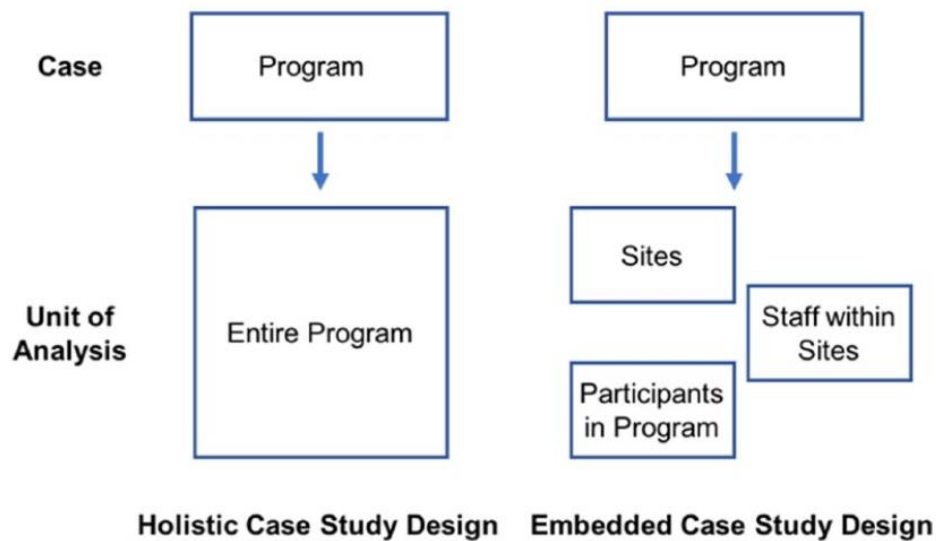 Case
Program
Program
Unit of
Analysis
Entire Program
Sites
Staff within
Sites
Participants
in Program
Holistic Case Study Design
Embedded Case Study Design